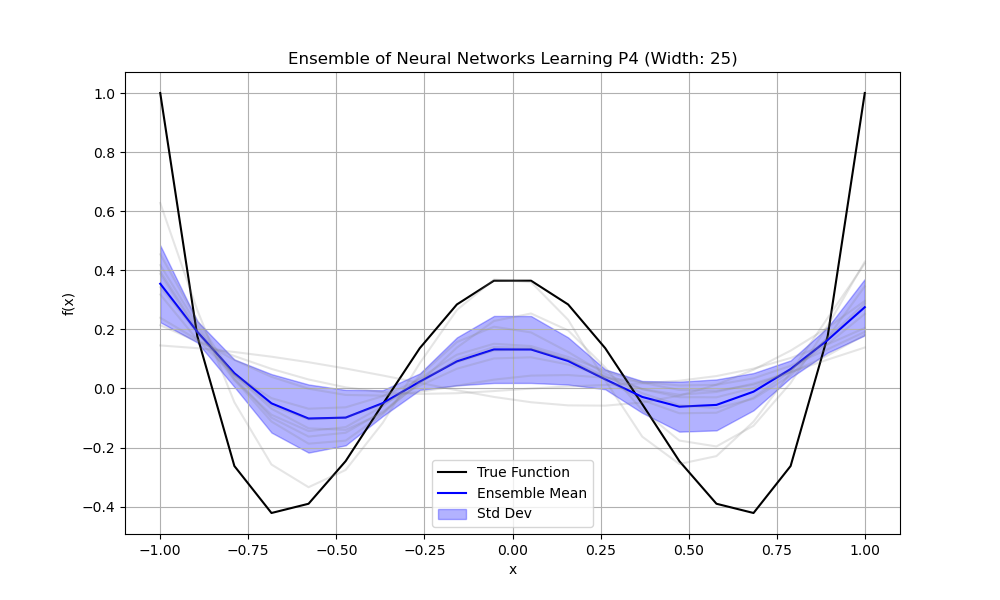 Ensemble of Neural Networks Learning P4 (Width: 25)
1.0
0.8
0.6
0.4
0.2
0.0
−0.2
−0.4
f(x)
True Function
Ensemble Mean
Std Dev
−1.00 −0.75 −0.50 −0.25 0.00 0.25 0.50 0.75 1.00
x